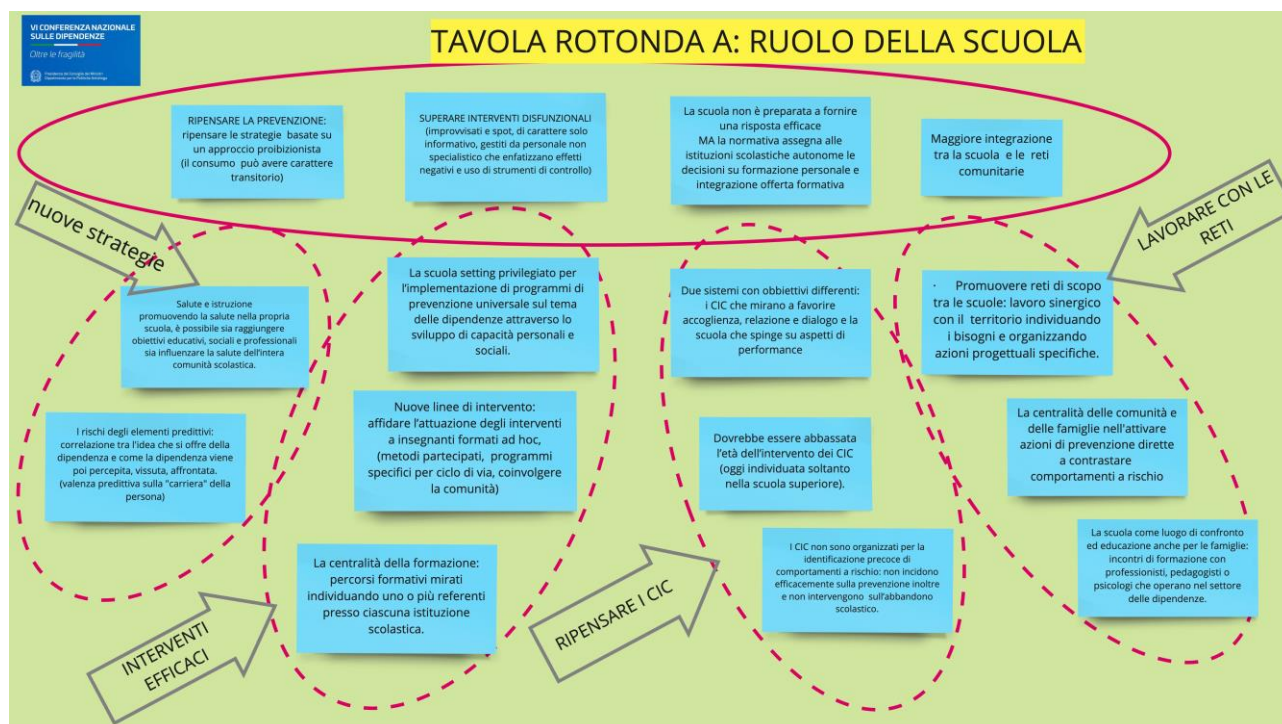 VI CONFERENZA NAZIONALE
SULLE DIPENDENZE
Oltre le fragilità
Presidenza del Consiglio dei Ministri
Dipartimento per le Politiche Antidroga
TAVOLA ROTONDA A: RUOLO DELLA SCUOLA
RIPENSARE LA PREVENZIONE:
ripensare le strategie basate su
un approccio proibizionista
(il consumo può avere carattere
transitorio)
SUPERARE INTERVENTI DISFUNZIONALI
(improvvisati e spot, di carattere solo
informativo, gestiti da personale non
specialistico che enfatizzano effetti
negativi e uso di strumenti di controllo)
La scuola non è preparata a fornire
una risposta efficace
MA la normativa assegna alle
istituzioni scolastiche autonome le
decisioni su formazione personale e
integrazione offerta formativa
Maggiore integrazione
tra la scuola e le reti
comunitarie
nuove strategie
LAVORARE CON LE
RETI
Salute e istruzione
promuovendo la salute nella propria
scuola, è possibile sia raggiungere
obiettivi educativi, sociali e professionali
sia influenzare la salute dell'intera
comunità scolastica.
I rischi degli elementi predittivi:
correlazione tra l'idea che si offre della
dipendenza e come la dipendenza viene
poi percepita, vissuta, affrontata.
(valenza predittiva sulla "carriera" della
persona)
La scuola setting privilegiato per
l'implementazione di programmi di
prevenzione universale sul tema
delle dipendenze attraverso lo
sviluppo di capacità personali e
sociali.
Nuove linee di intervento:
affidare l'attuazione degli interventi
a insegnanti formati ad hoc,
(metodi partecipati, programmi
specifici per ciclo di via, coinvolgere
la comunità)
La centralità della formazione:
percorsi formativi mirati
individuando uno o più referenti
presso ciascuna istituzione
scolastica.
INTERVENTI
EFFICACI
Due sistemi con obbiettivi differenti:
i CIC che mirano a favorire
accoglienza, relazione e dialogo e la
scuola che spinge su aspetti di
performance
Dovrebbe essere abbassata
l'età dell'intervento dei CIC
(oggi individuata soltanto
nella scuola superiore).
I CIC non sono organizzati per la
identificazione precoce di
comportamenti a rischio: non incidono
efficacemente sulla prevenzione inoltre
e non intervengono sull'abbandono
scolastico.
RIPENSARE I CIC
· Promuovere reti di scopo
tra le scuole: lavoro sinergico
con il territorio individuando
i bisogni e organizzando
azioni progettuali specifiche.
La centralità delle comunità e
delle famiglie nell'attivare
azioni di prevenzione dirette
a contrastare
comportamenti a rischio
La scuola come luogo di confronto
ed educazione anche per le famiglie:
incontri di formazione con
professionisti, pedagogisti o
psicologi che operano nel settore
delle dipendenze.